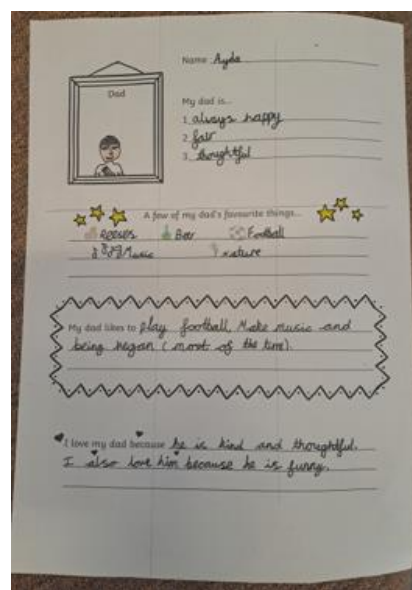 Name Ayda
Dad
My dad is...
1. always happy
2. fair
3. thoughtful
A few of my dad's favourite things...
Reeses Beer Football
Music nature
My dad likes to play football, Make music and
being vegan (most of the time).
I love my dad because he is kind and thoughtful.
I also love him because he is funny.